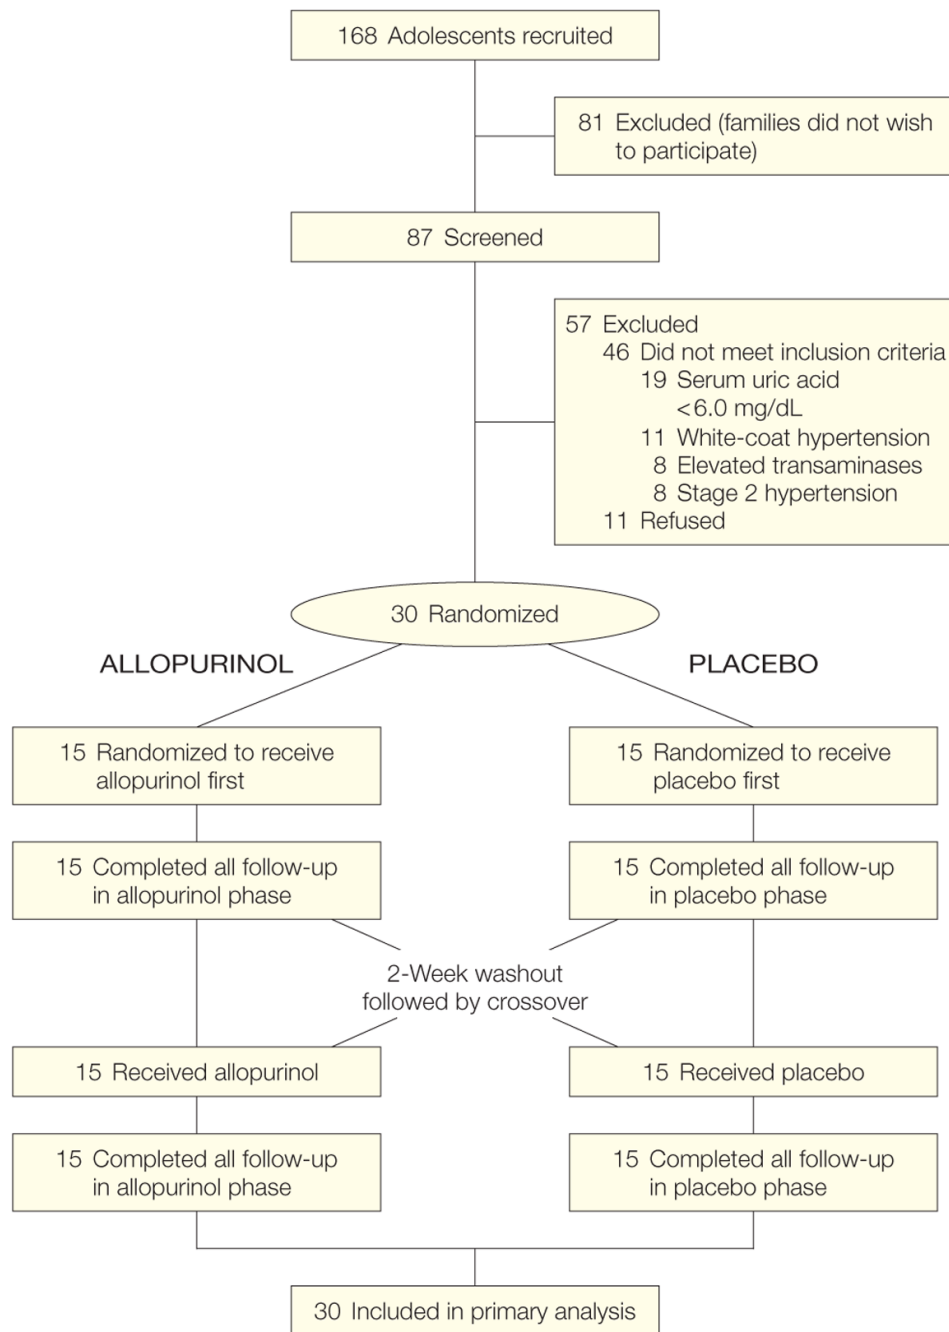 168 Adolescents recruited
81 Excluded (families did not wish
to participate)
87 Screened
57 Excluded
46 Did not meet inclusion criteria
19 Serum uric acid
<6.0 mg/dL
11 White-coat hypertension
8 Elevated transaminases
8 Stage 2 hypertension
11 Refused
30 Randomized
ALLOPURINOL
PLACEBO
15 Randomized to receive
allopurinol first
15 Randomized to receive
placebo first
15 Completed all follow-up
in allopurinol phase
15 Completed all follow-up
in placebo phase
2-Week washout
followed by crossover
15 Received allopurinol
15 Received placebo
15 Completed all follow-up
in allopurinol phase
15 Completed all follow-up
in placebo phase
30 Included in primary analysis